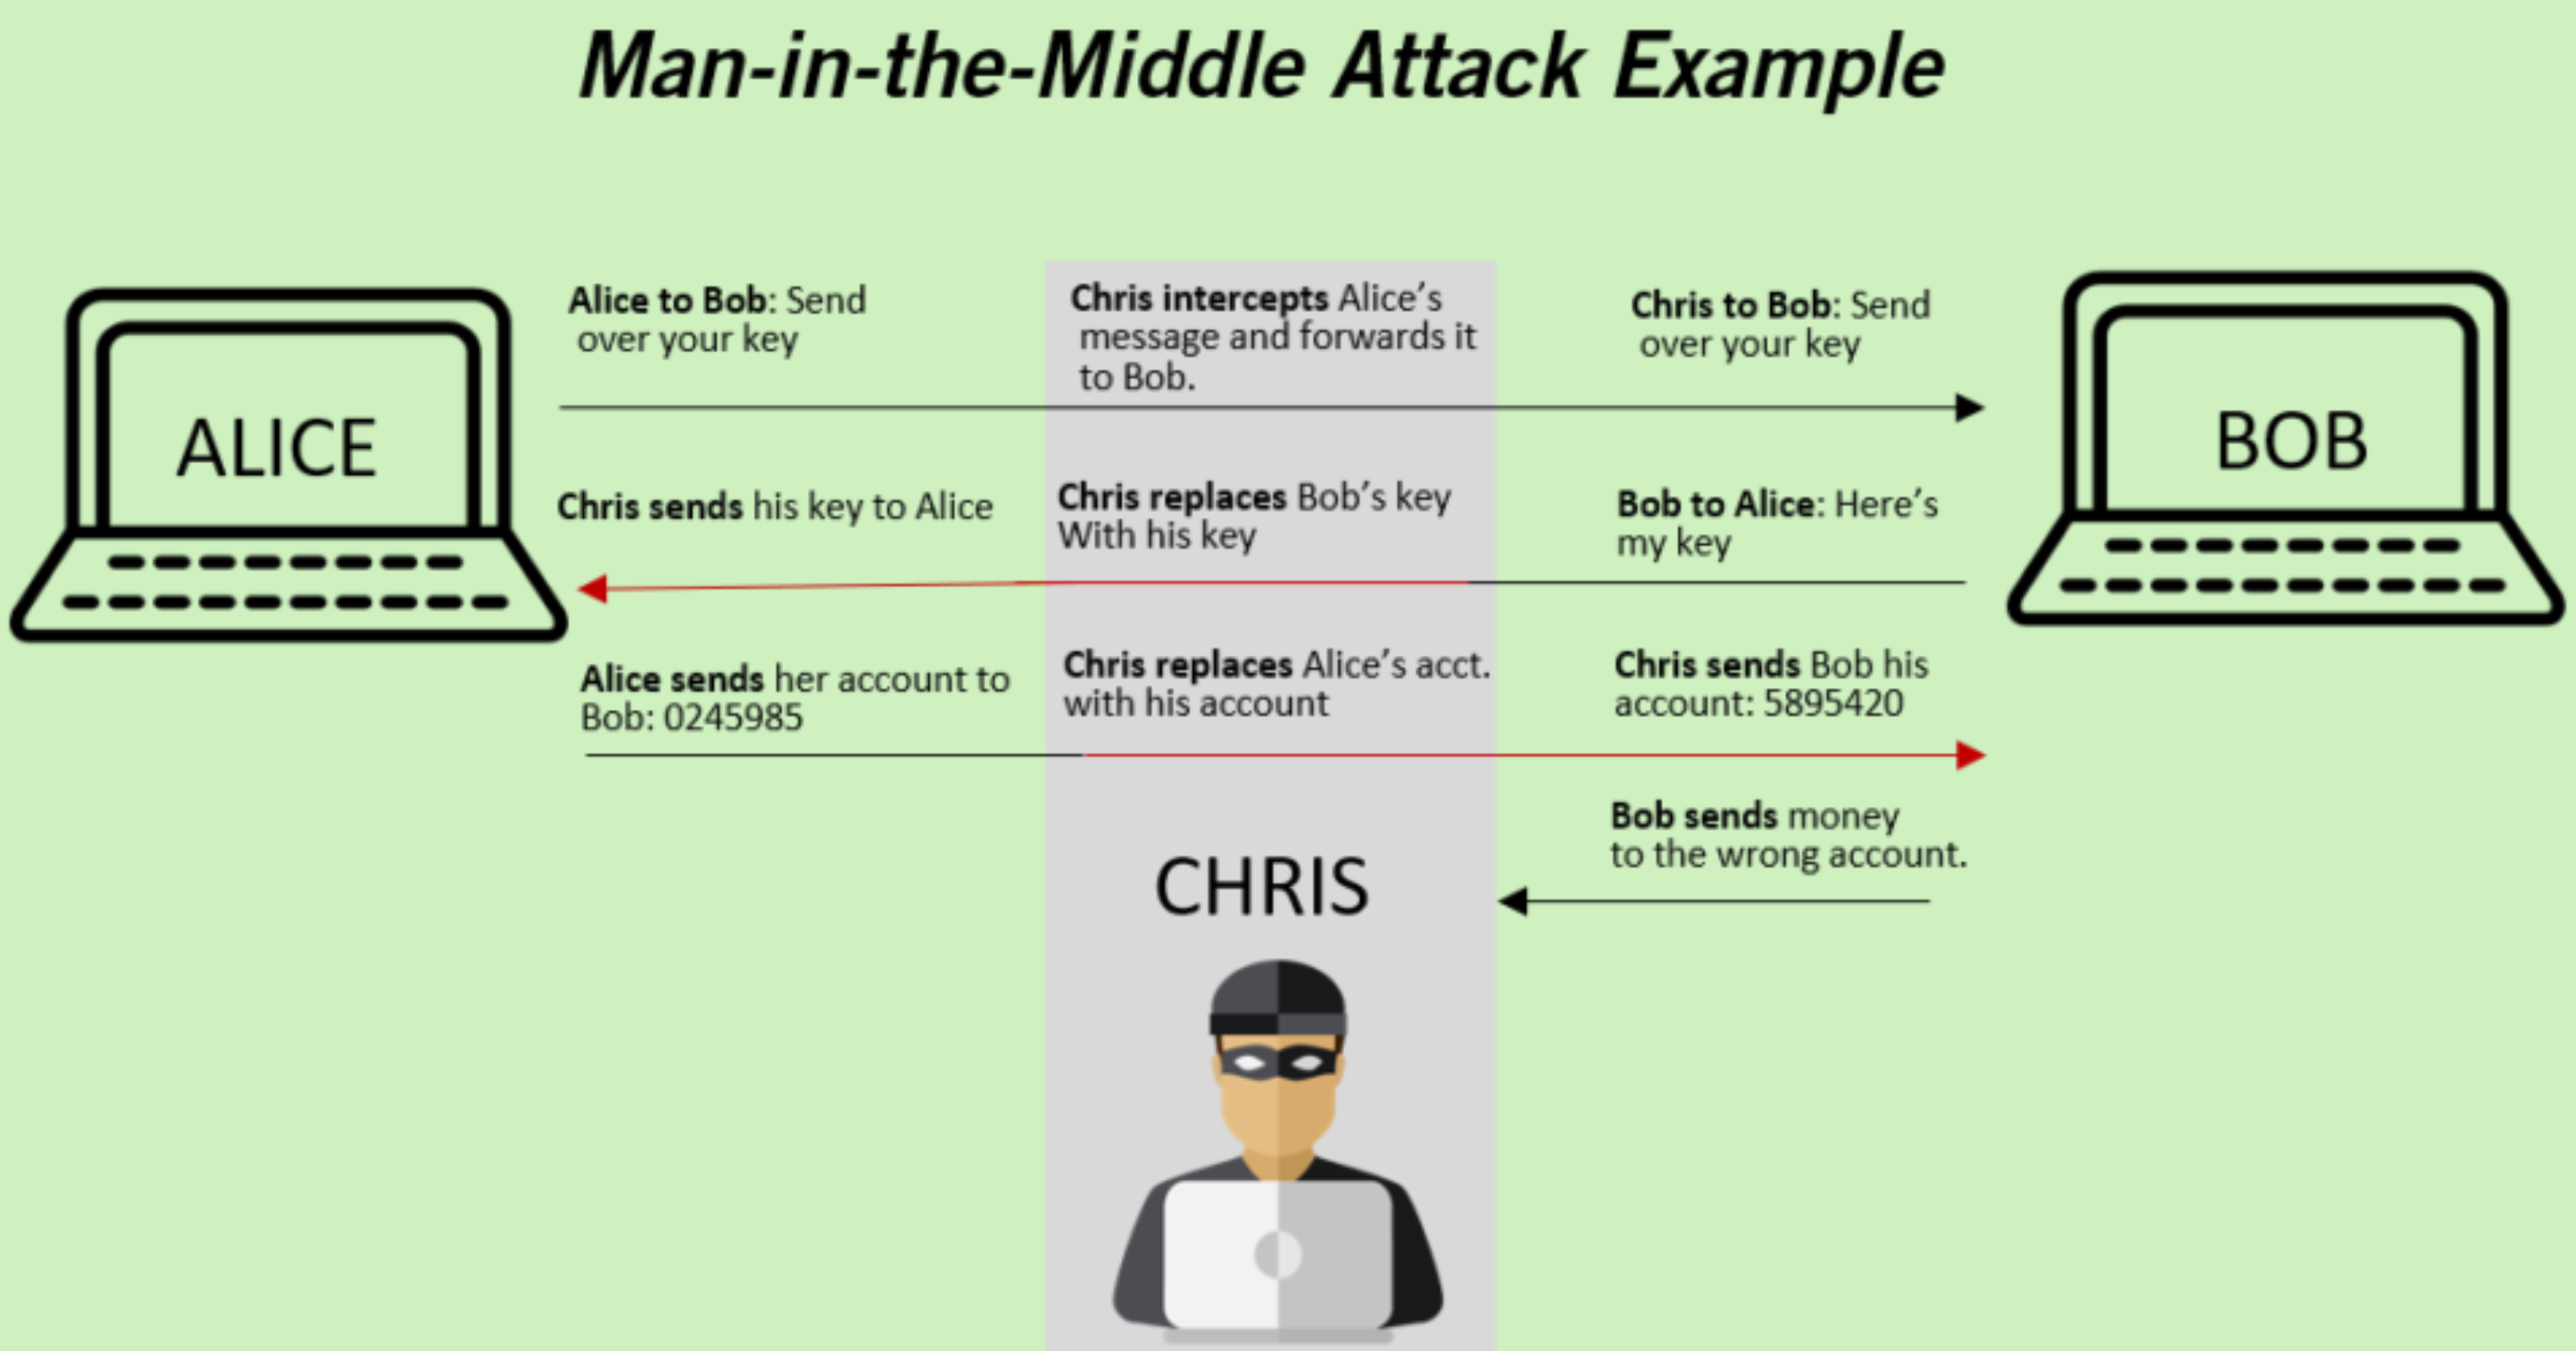 Man-in-the-Middle Attack Example
Alice to Bob: Send
over your key
Chris intercepts Alice's
message and forwards it
to Bob.
Chris to Bob: Send
over your key
ALICE
BOB
Chris sends his key to Alice
Chris replaces Bob's key
With his key
Bob to Alice: Here's
my key
Alice sends her account to
Bob: 0245985
Chris replaces Alice's acct.
with his account
Chris sends Bob his
account: 5895420
Bob sends money
to the wrong account.
CHRIS